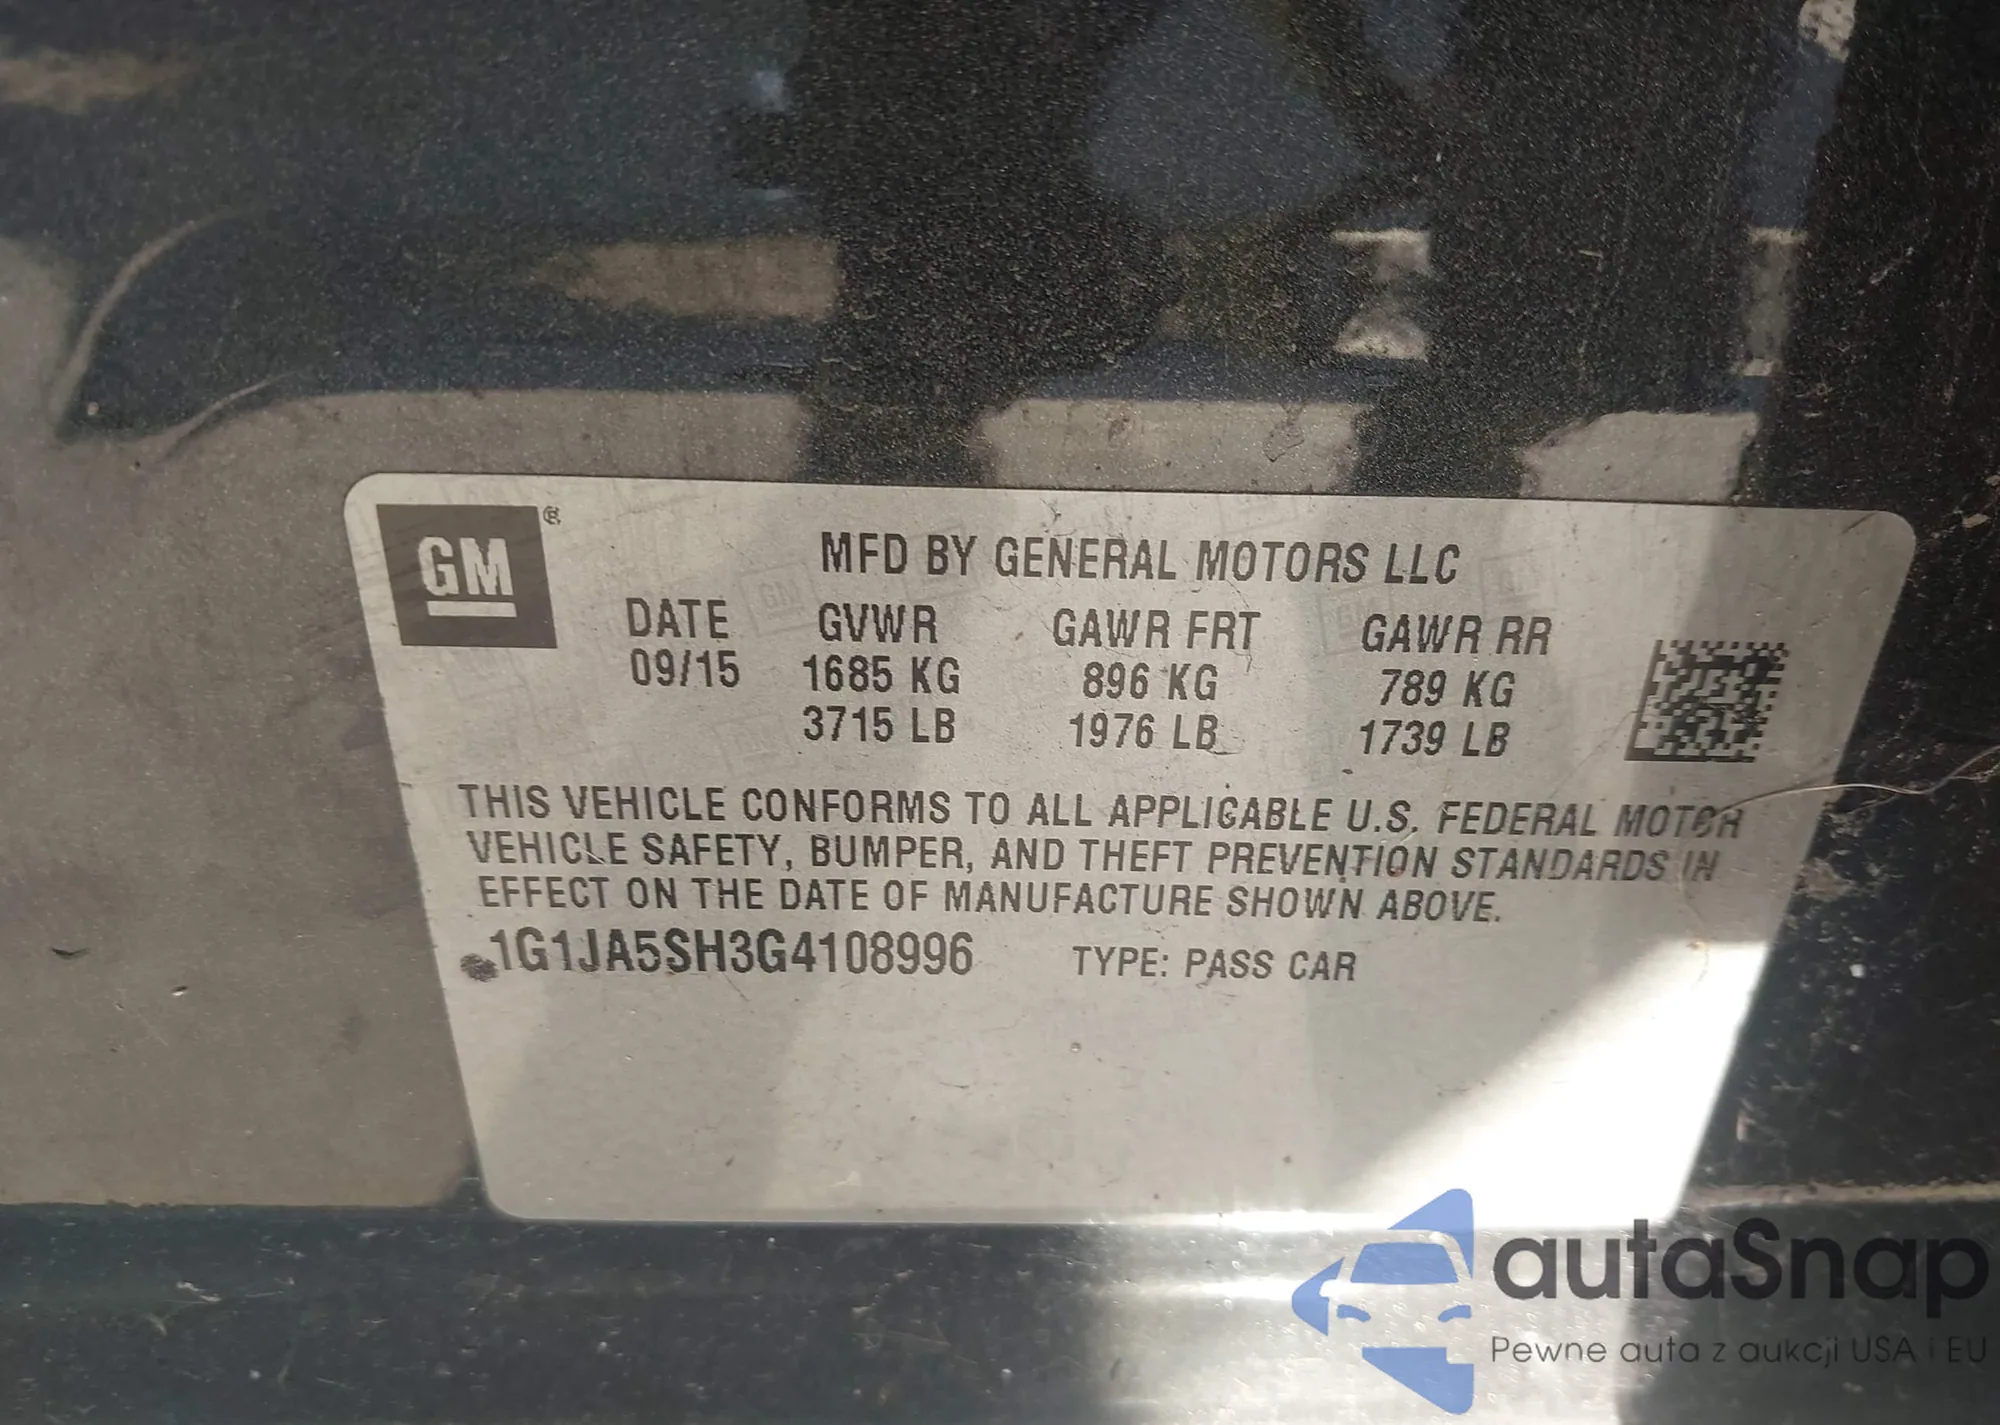 GM ®
MFD BY GENERAL MOTORS LLC
DATE GVWR GAWR FRT GAWR RR
09/15 1685 KG 896 KG 789 KG
3715 LB 1976 LB 1739 LB
THIS VEHICLE CONFORMS TO ALL APPLICABLE U.S. FEDERAL MOTOR
VEHICLE SAFETY, BUMPER, AND THEFT PREVENTION STANDARDS IN
EFFECT ON THE DATE OF MANUFACTURE SHOWN ABOVE.
1G1JA5SH3G4108996 TYPE: PASS CAR
autaSnap
Pewne auta z aukcji USA i EU